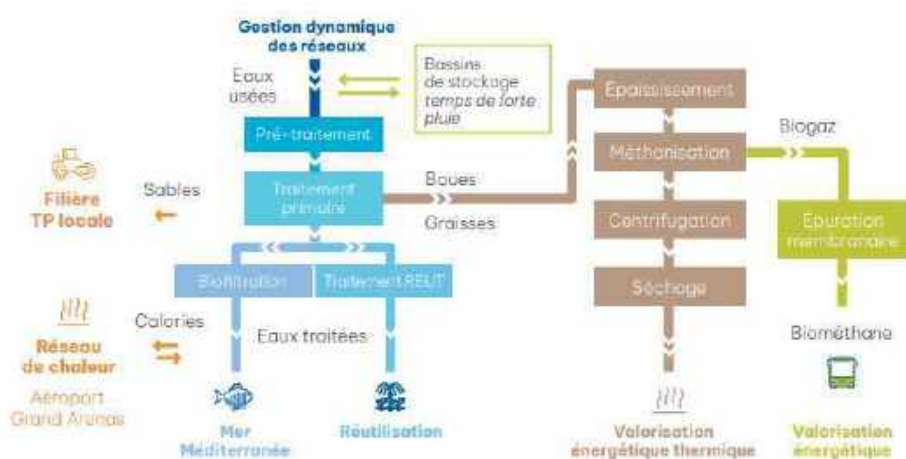 Gestion dynamique
des réseaux
Eaux
usées
Bassins
de stockage
temps de forte
pluie
Pré-traitement
Traitement
primaire
Sables
Filière
TP locale
Boues
Graisses
Biofiltration
Traitement REUT
Calories
Eaux traitées
Réseau
de chaleur
Aéroport
Grand Arenas
Mer
Méditerranée
Réutilisation
Epaississement
Méthanisation
Centrifugation
Séchage
Valorisation
énergétique thermique
Biogaz
Épuration
membranaire
Biométhane
Valorisation
énergétique